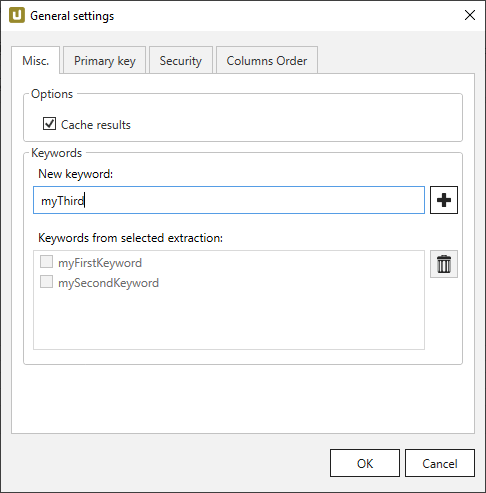 General settings
Misc. Primary key Security Columns Order
Options
Cache results
Keywords
New keyword:
myThird
Keywords from selected extraction:
myFirstKeyword
mySecondKeyword
OK Cancel